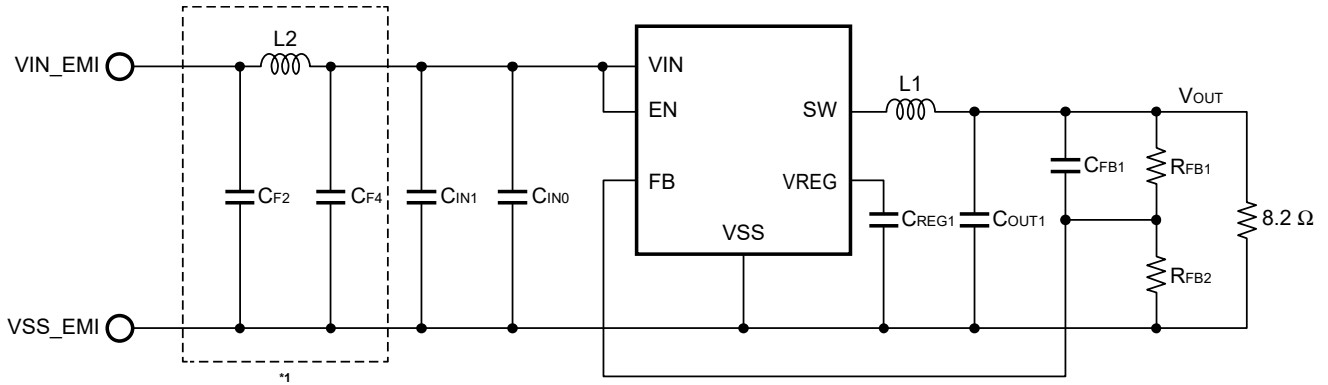 L2
VIN_EMI
VIN
L1
VOUT
EN
SW
CFB1
RFB1
FB
VREG
CF2
CF4
CIN1
CIN0
CREG1
COUT1
8.2 Ω
VSS
RFB2
VSS_EMI
*1